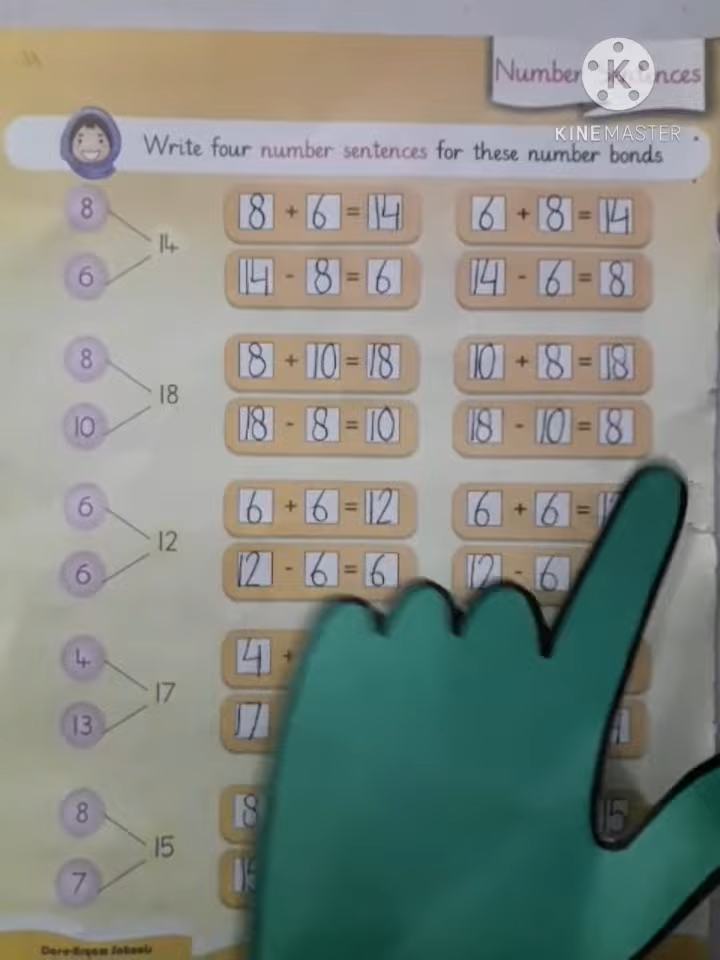 Number Sentences
KINEMASTER
Write four number sentences for these number bonds
8 + 6 = 14 6 + 8 = 14
8 6 14
14 - 8 = 6 14 - 6 = 8
8 + 10 = 18 10 + 8 = 18
8 10 18
18 - 8 = 10 18 - 10 = 8
6 + 6 = 12 6 + 6 =
6 6 12
12 - 6 = 6 12 - 6
4 +
4 13 17
17
8 15
8 7 15
15